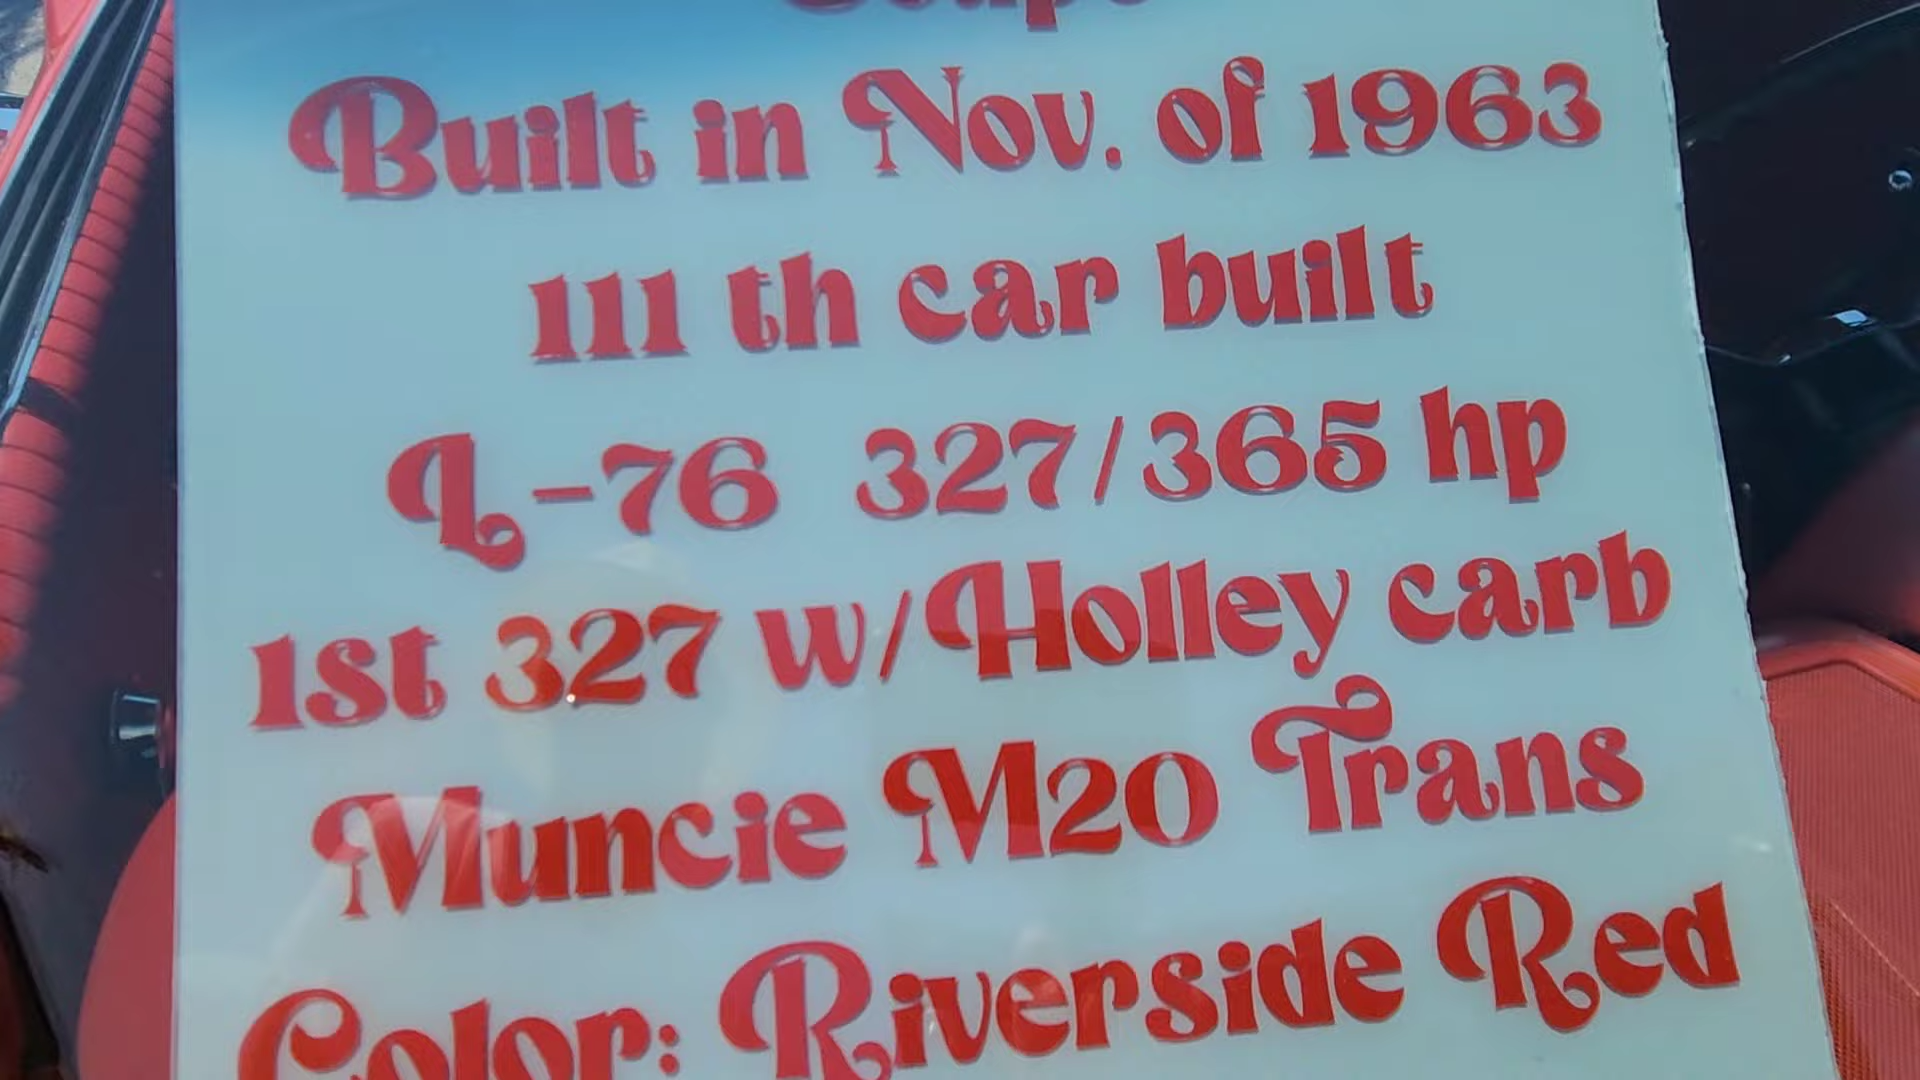 Coupe
Built in Nov. of 1963
111 th car built
L-76 327/365 hp
1st 327 w/Holley carb
Muncie M20 Trans
Color: Riverside Red